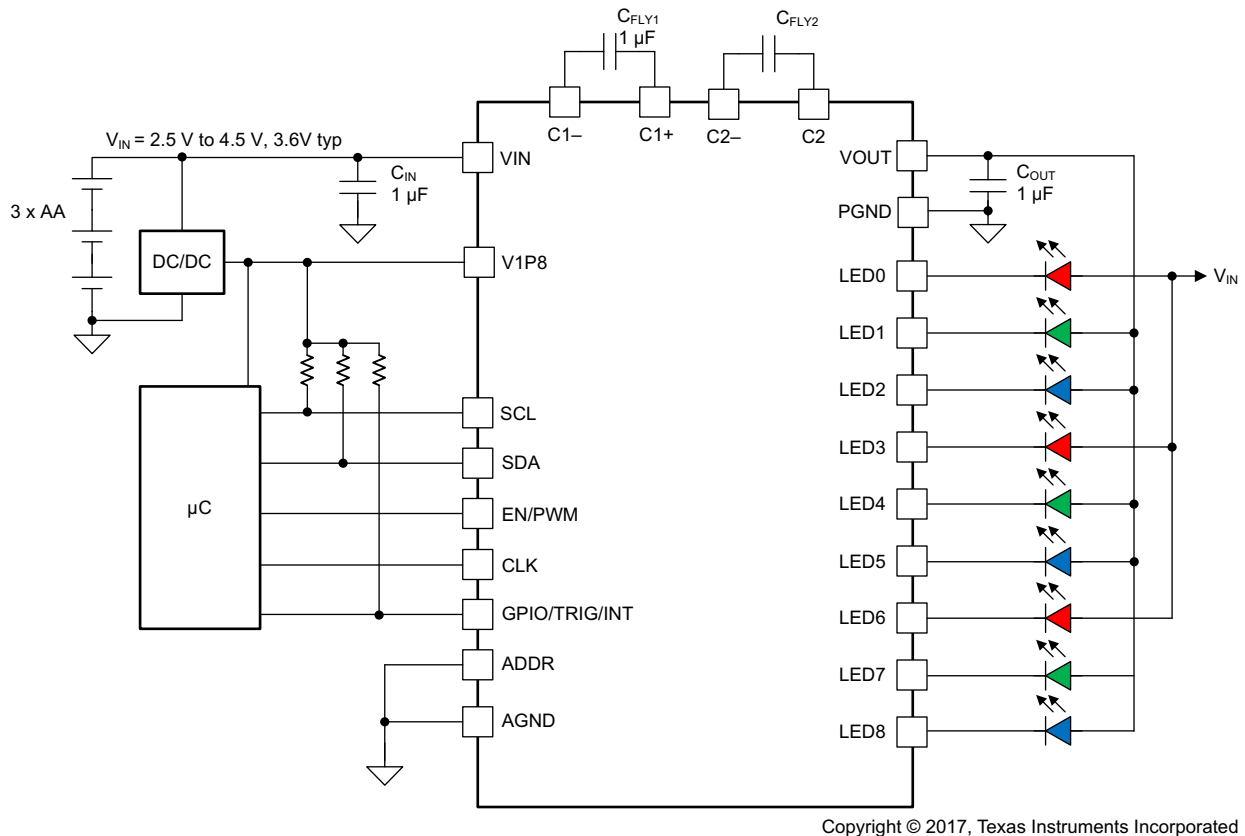 CFLY1
1 µF
CFLY2
C1–
C1+
C2–
C2
VIN = 2.5 V to 4.5 V, 3.6V typ
VIN
CIN
1 µF
3 x AA
DC/DC
V1P8
µC
SCL
SDA
EN/PWM
CLK
GPIO/TRIG/INT
ADDR
AGND
VOUT
COUT
1 µF
PGND
LED0
VIN
LED1
LED2
LED3
LED4
LED5
LED6
LED7
LED8
Copyright © 2017, Texas Instruments Incorporated